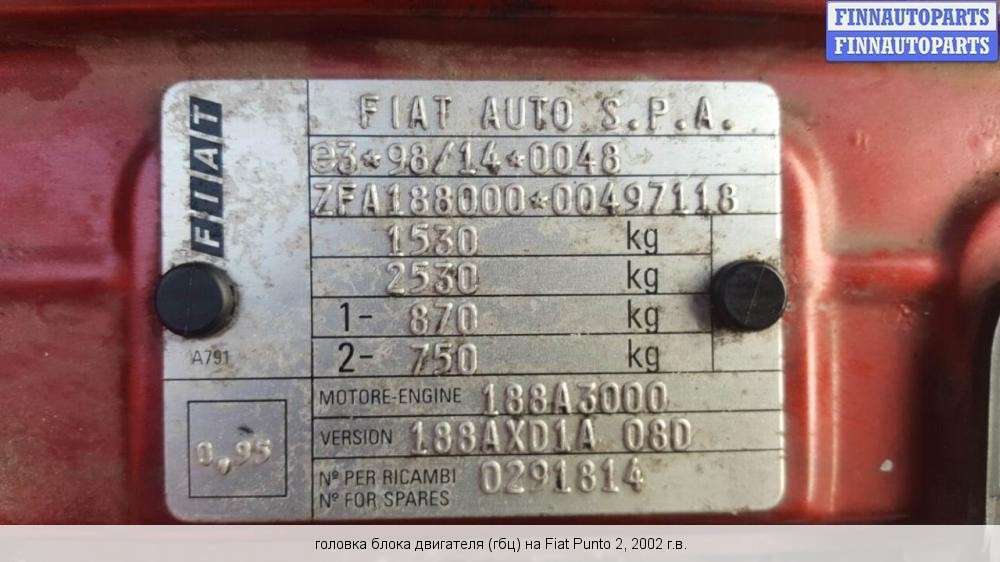 FINNAUTOPARTS
FINNAUTOPARTS
FIAT
FIAT AUTO S.P.A.
e3*98/14*0048
ZFA188000*00497118
1530 kg
2530 kg
1- 870 kg
2- 750 kg
A791
MOTORE-ENGINE 188A3000
VERSION 188AXD1A 08D
0,95
Nº PER RICAMBI
Nº FOR SPARES 0291814
головка блока двигателя (гбц) на Fiat Punto 2, 2002 г.в.